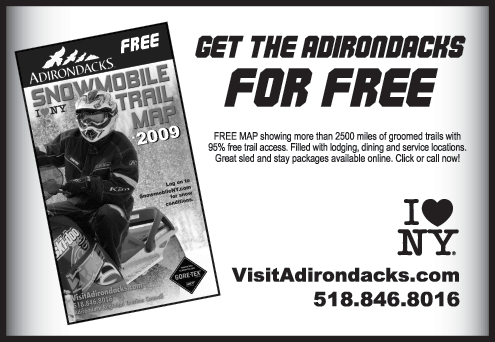 FREE
ADIRONDACKS
SNOWMOBILE
I ♥ NY TRAIL
MAP
2009
Log on to
SnowmobileNY.com
for snow
conditions.
Klim
ski-doo
GORE-TEX
VisitAdirondacks.com
518.846.8016
GET THE ADIRONDACKS
FOR FREE
FREE MAP showing more than 2500 miles of groomed trails with
95% free trail access. Filled with lodging, dining and service locations.
Great sled and stay packages available online. Click or call now!
I ♥
NY.
VisitAdirondacks.com
518.846.8016